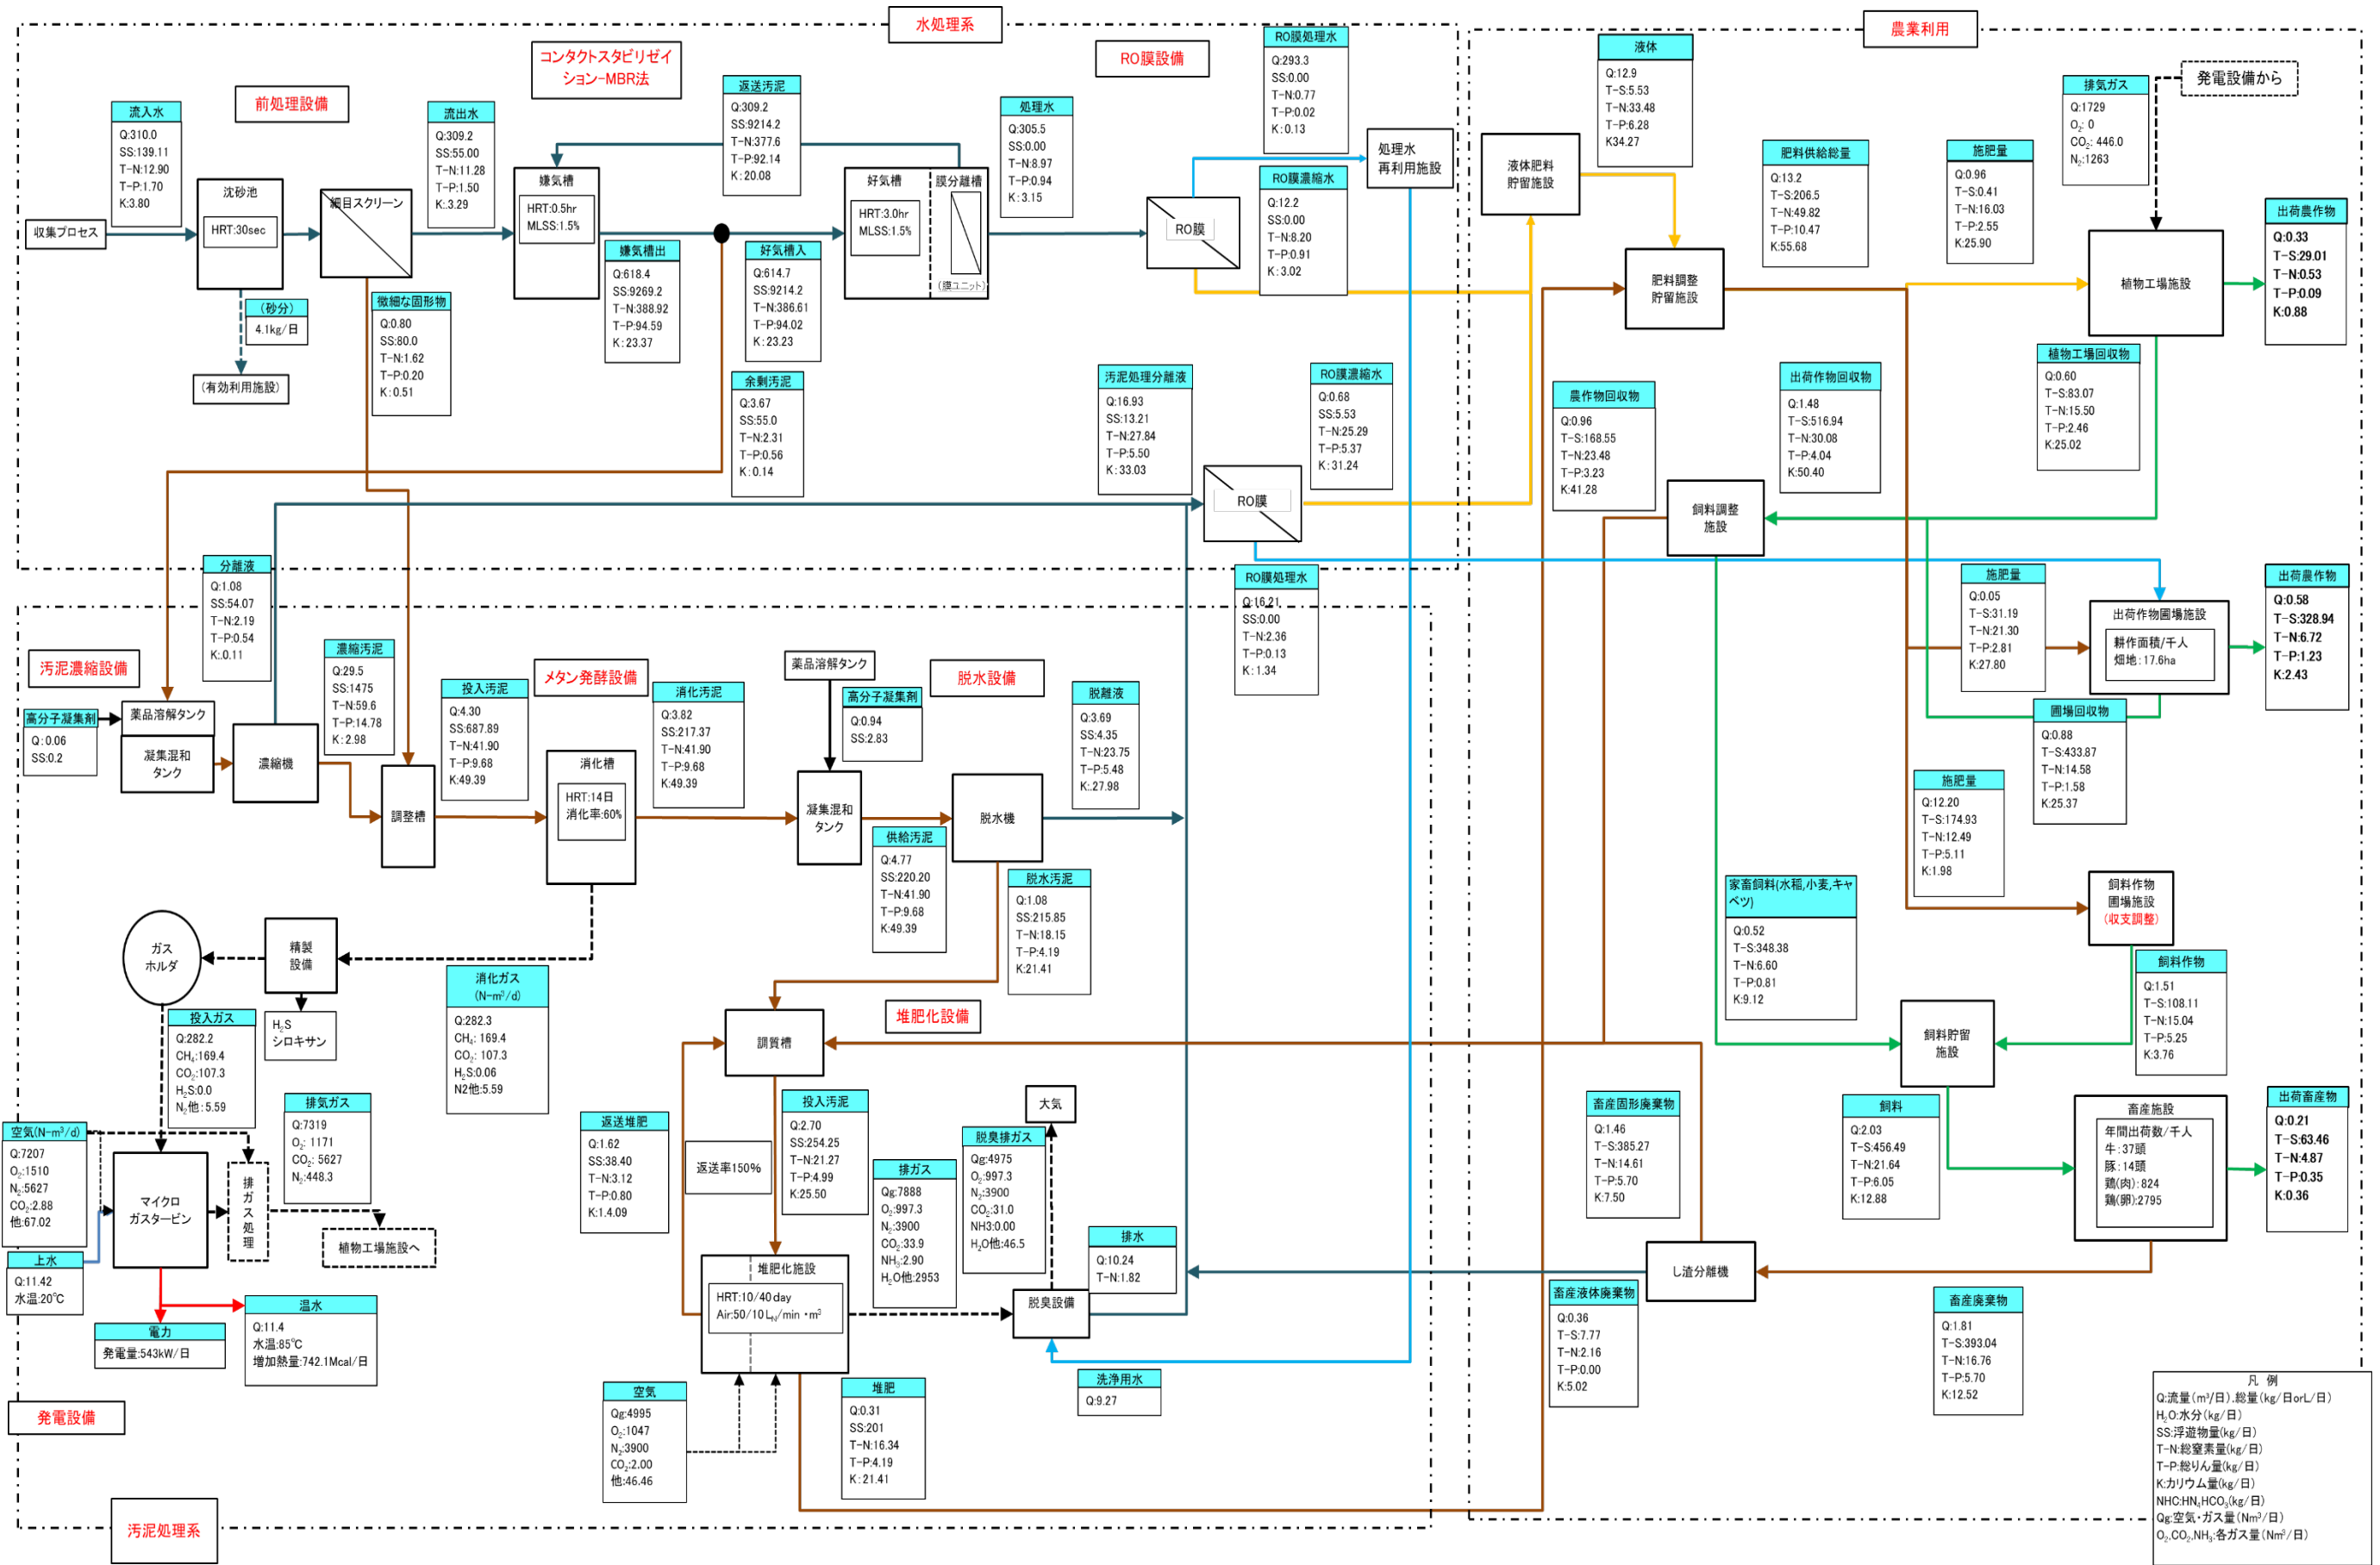 水処理系
農業利用
コンタクトスタビリゼイ
ション-MBR法
RO膜設備
前処理設備
流入水
Q:310.0
SS:139.11
T-N:12.90
T-P:1.70
K:3.80
流出水
Q:309.2
SS:55.00
T-N:11.28
T-P:1.50
K:.3.29
返送汚泥
Q:309.2
SS:9214.2
T-N:377.6
T-P:92.14
K:20.08
処理水
Q:305.5
SS:0.00
T-N:8.97
T-P:0.94
K:3.15
RO膜処理水
Q:293.3
SS:0.00
T-N:0.77
T-P:0.02
K:0.13
処理水
再利用施設
RO膜濃縮水
Q:12.2
SS:0.00
T-N:8.20
T-P:0.91
K:3.02
収集プロセス
沈砂池
HRT:30sec
細目スクリーン
嫌気槽
HRT:0.5hr
MLSS:1.5%
好気槽
HRT:3.0hr
MLSS:1.5%
膜分離槽
(膜ユニット)
RO膜
(砂分)
4.1kg/日
(有効利用施設)
微細な固形物
Q:0.80
SS:80.0
T-N:1.62
T-P:0.20
K:0.51
嫌気槽出
Q:618.4
SS:9269.2
T-N:388.92
T-P:94.59
K:23.37
好気槽入
Q:614.7
SS:9214.2
T-N:386.61
T-P:94.02
K:23.23
余剰汚泥
Q:3.67
SS:55.0
T-N:2.31
T-P:0.56
K:0.14
汚泥処理分離液
Q:16.93
SS:13.21
T-N:27.84
T-P:5.50
K:33.03
RO膜濃縮水
Q:0.68
SS:5.53
T-N:25.29
T-P:5.37
K:31.24
RO膜
RO膜処理水
Q:16.21
SS:0.00
T-N:2.36
T-P:0.13
K:1.34
液体
Q:12.9
T-S:5.53
T-N:33.48
T-P:6.28
K34.27
液体肥料
貯留施設
肥料調整
貯留施設
肥料供給総量
Q:13.2
T-S:206.5
T-N:49.82
T-P:10.47
K:55.68
施肥量
Q:0.96
T-S:0.41
T-N:16.03
T-P:2.55
K:25.90
排気ガス
Q:1729
O₂: 0
CO₂: 446.0
N₂:1263
発電設備から
植物工場施設
出荷農作物
Q:0.33
T-S:29.01
T-N:0.53
T-P:0.09
K:0.88
植物工場回収物
Q:0.60
T-S:83.07
T-N:15.50
T-P:2.46
K:25.02
農作物回収物
Q:0.96
T-S:168.55
T-N:23.48
T-P:3.23
K:41.28
出荷作物回収物
Q:1.48
T-S:516.94
T-N:30.08
T-P:4.04
K:50.40
飼料調整
施設
施肥量
Q:0.05
T-S:31.19
T-N:21.30
T-P:2.81
K:27.80
出荷作物圃場施設
耕作面積/千人
畑地:17.6ha
出荷農作物
Q:0.58
T-S:328.94
T-N:6.72
T-P:1.23
K:2.43
圃場回収物
Q:0.88
T-S:433.87
T-N:14.58
T-P:1.58
K:25.37
施肥量
Q:12.20
T-S:174.93
T-N:12.49
T-P:5.11
K:1.98
飼料作物
圃場施設
(収支調整)
家畜飼料(水稲,小麦,キャ
ベツ)
Q:0.52
T-S:348.38
T-N:6.60
T-P:0.81
K:9.12
飼料作物
Q:1.51
T-S:108.11
T-N:15.04
T-P:5.25
K:3.76
飼料貯留
施設
飼料
Q:2.03
T-S:456.49
T-N:21.64
T-P:6.05
K:12.88
畜産施設
年間出荷数/千人
牛:37頭
豚:14頭
鶏(肉):824
鶏(卵):2795
出荷畜産物
Q:0.21
T-S:63.46
T-N:4.87
T-P:0.35
K:0.36
畜産固形廃棄物
Q:1.46
T-S:385.27
T-N:14.61
T-P:5.70
K:7.50
し渣分離機
畜産液体廃棄物
Q:0.36
T-S:7.77
T-N:2.16
T-P:0.00
K:5.02
畜産廃棄物
Q:1.81
T-S:393.04
T-N:16.76
T-P:5.70
K:12.52
分離液
Q:1.08
SS:54.07
T-N:2.19
T-P:0.54
K:.0.11
汚泥濃縮設備
高分子凝集剤
Q:0.06
SS:0.2
薬品溶解タンク
凝集混和
タンク
濃縮機
濃縮汚泥
Q:29.5
SS:1475
T-N:59.6
T-P:14.78
K:2.98
調整槽
投入汚泥
Q:4.30
SS:687.89
T-N:41.90
T-P:9.68
K:49.39
メタン発酵設備
消化槽
HRT:14日
消化率:60%
消化汚泥
Q:3.82
SS:217.37
T-N:41.90
T-P:9.68
K:49.39
薬品溶解タンク
高分子凝集剤
Q:0.94
SS:2.83
脱水設備
凝集混和
タンク
供給汚泥
Q:4.77
SS:220.20
T-N:41.90
T-P:9.68
K:49.39
脱水機
脱離液
Q:3.69
SS:4.35
T-N:23.75
T-P:5.48
K:.27.98
脱水汚泥
Q:1.08
SS:215.85
T-N:18.15
T-P:4.19
K:21.41
ガス
ホルダ
精製
設備
H₂S
シロキサン
消化ガス
(N-m³/d)
Q:282.3
CH₄: 169.4
CO₂: 107.3
H₂S:0.06
N2他:5.59
投入ガス
Q:282.2
CH₄:169.4
CO₂:107.3
H₂S:0.0
N₂他:5.59
空気(N-m³/d)
Q:7207
O₂:1510
N₂:5627
CO₂:2.88
他:67.02
マイクロ
ガスタービン
排ガス処理
排気ガス
Q:7319
O₂: 1171
CO₂: 5627
N₂:448.3
植物工場施設へ
上水
Q:11.42
水温:20℃
電力
発電量:543kW/日
温水
Q:11.4
水温:85℃
増加熱量:742.1Mcal/日
発電設備
汚泥処理系
堆肥化設備
調質槽
返送堆肥
Q:1.62
SS:38.40
T-N:3.12
T-P:0.80
K:1.4.09
返送率150%
投入汚泥
Q:2.70
SS:254.25
T-N:21.27
T-P:4.99
K:25.50
排ガス
Qg:7888
O₂:997.3
N₂:3900
CO₂:33.9
NH₃:2.90
H₂O他:2953
大気
脱臭排ガス
Qg:4975
O₂:997.3
N₂:3900
CO₂:31.0
NH3:0.00
H₂O他:46.5
排水
Q:10.24
T-N:1.82
脱臭設備
堆肥化施設
HRT:10/40day
Air:50/10 L_N/min・m³
空気
Qg:4995
O₂:1047
N₂:3900
CO₂:2.00
他:46.46
堆肥
Q:0.31
SS:201
T-N:16.34
T-P:4.19
K:21.41
洗浄用水
Q:9.27
凡 例
Q:流量(m³/日).総量(kg/日orL/日)
H₂O:水分(kg/日)
SS:浮遊物量(kg/日)
T-N:総窒素量(kg/日)
T-P:総りん量(kg/日)
K:カリウム量(kg/日)
NHC:HN₄HCO₃(kg/日)
Qg:空気・ガス量(Nm³/日)
O₂.CO₂.NH₃:各ガス量(Nm³/日)